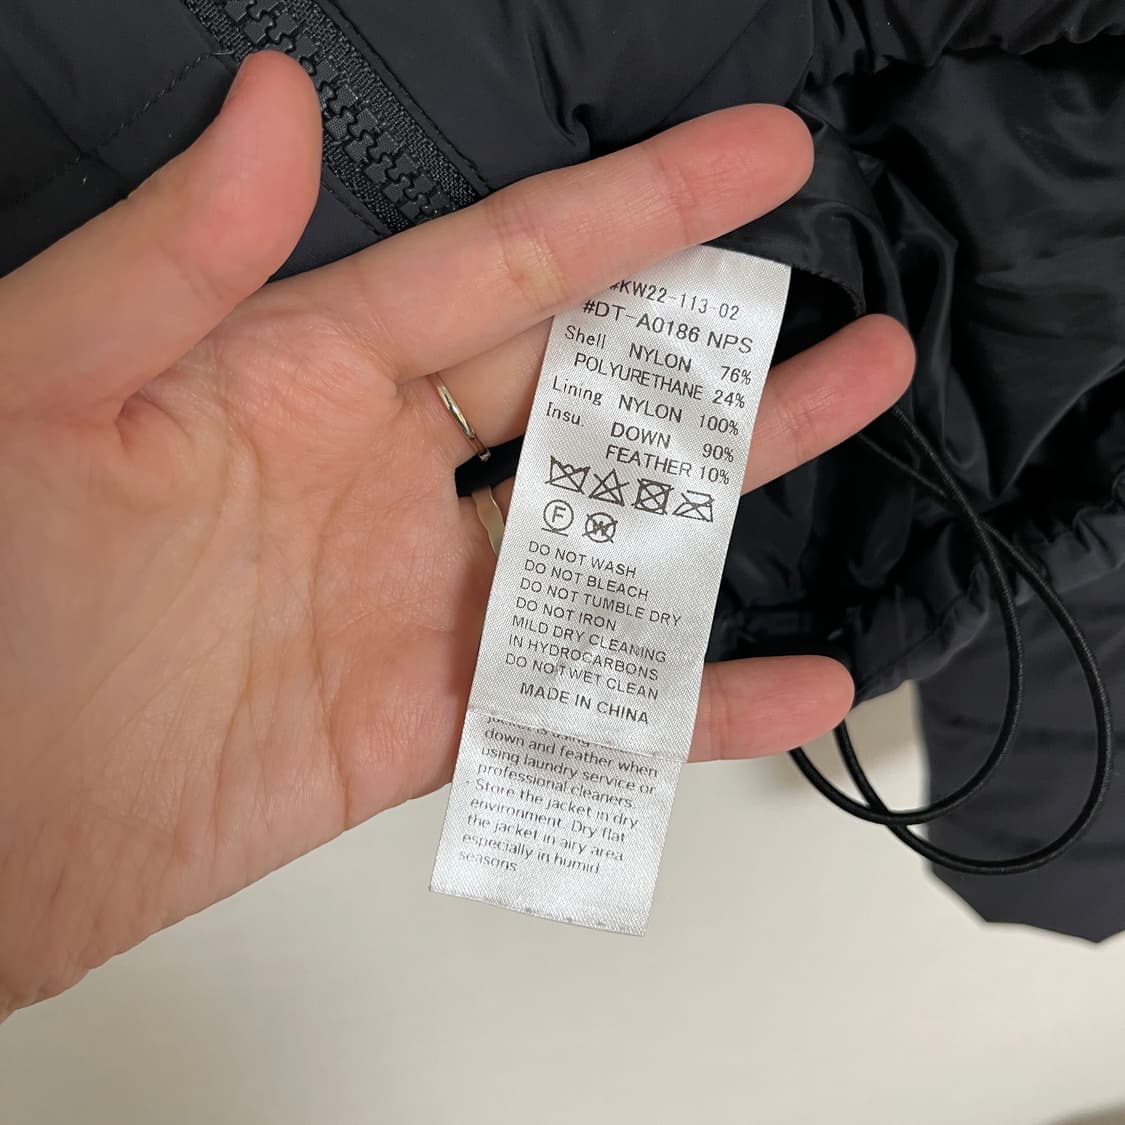 #KW22-113-02
#DT-A0186 NPS
Shell NYLON 76%
POLYURETHANE 24%
Lining NYLON 100%
Insu. DOWN 90%
FEATHER 10%
F W
DO NOT WASH
DO NOT BLEACH
DO NOT TUMBLE DRY
DO NOT IRON
MILD DRY CLEANING
IN HYDROCARBONS
DO NOT WET CLEAN
MADE IN CHINA
jacket is using
down and feather when
using laundry service or
professional cleaners.
- Store the jacket in dry
environment. Dry flat
the jacket in airy area
especially in humid
seasons.